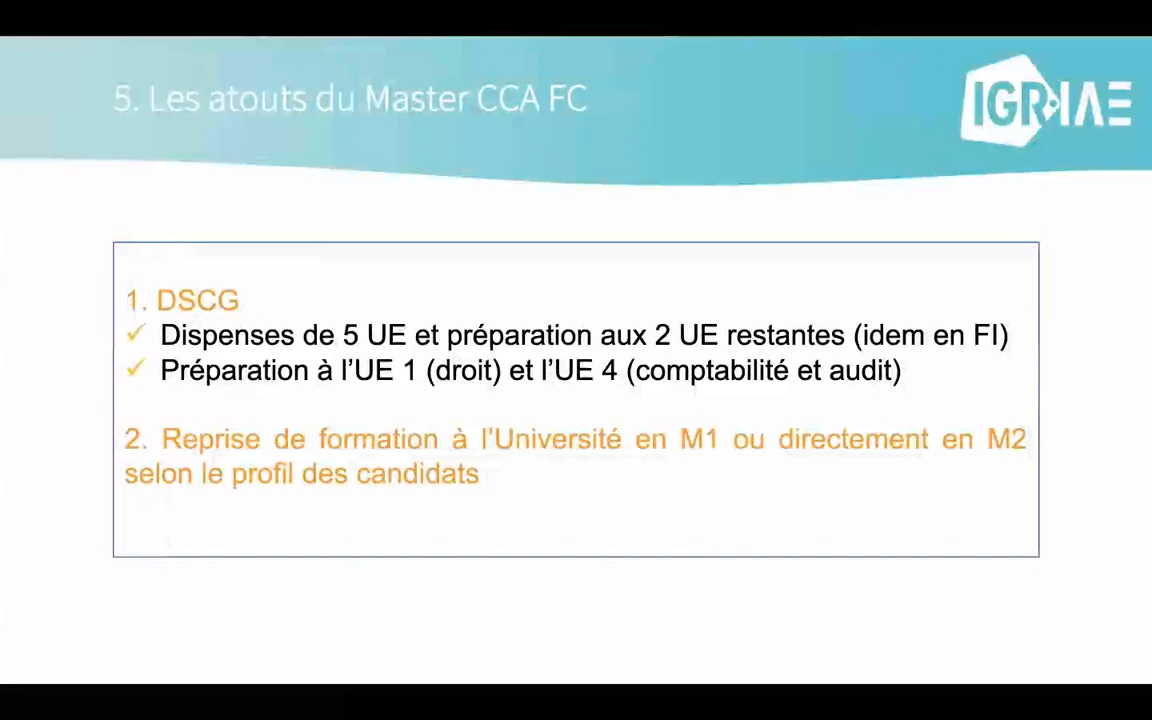 5. Les atouts du Master CCA FC
IGR-IAE
1. DSCG
✓ Dispenses de 5 UE et préparation aux 2 UE restantes (idem en FI)
✓ Préparation à l’UE 1 (droit) et l’UE 4 (comptabilité et audit)
2. Reprise de formation à l’Université en M1 ou directement en M2
selon le profil des candidats